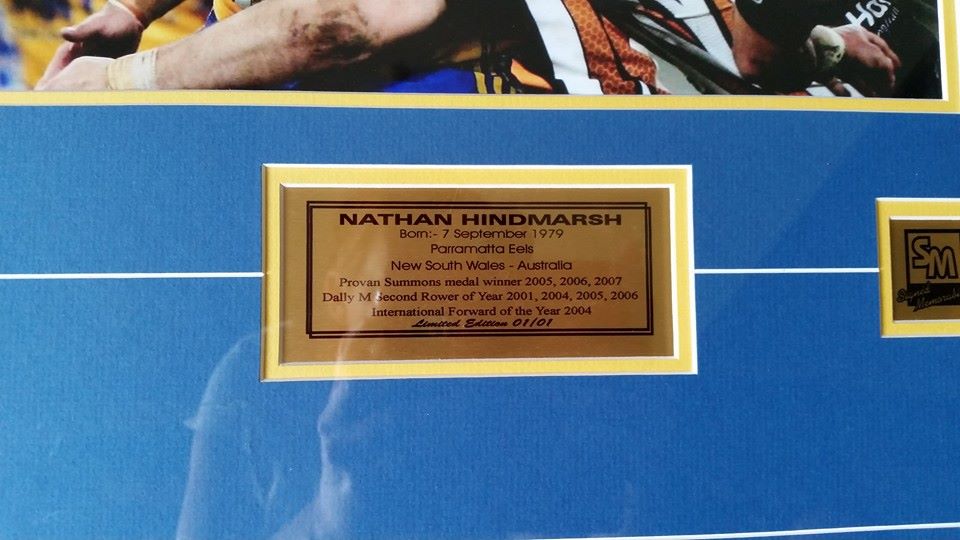 NATHAN HINDMARSH
Born:- 7 September 1979
Parramatta Eels
New South Wales - Australia
Provan Summons medal winner 2005, 2006, 2007
Dally M Second Rower of Year 2001, 2004, 2005, 2006
International Forward of the Year 2004
Limited Edition 01/01
SM
Signed